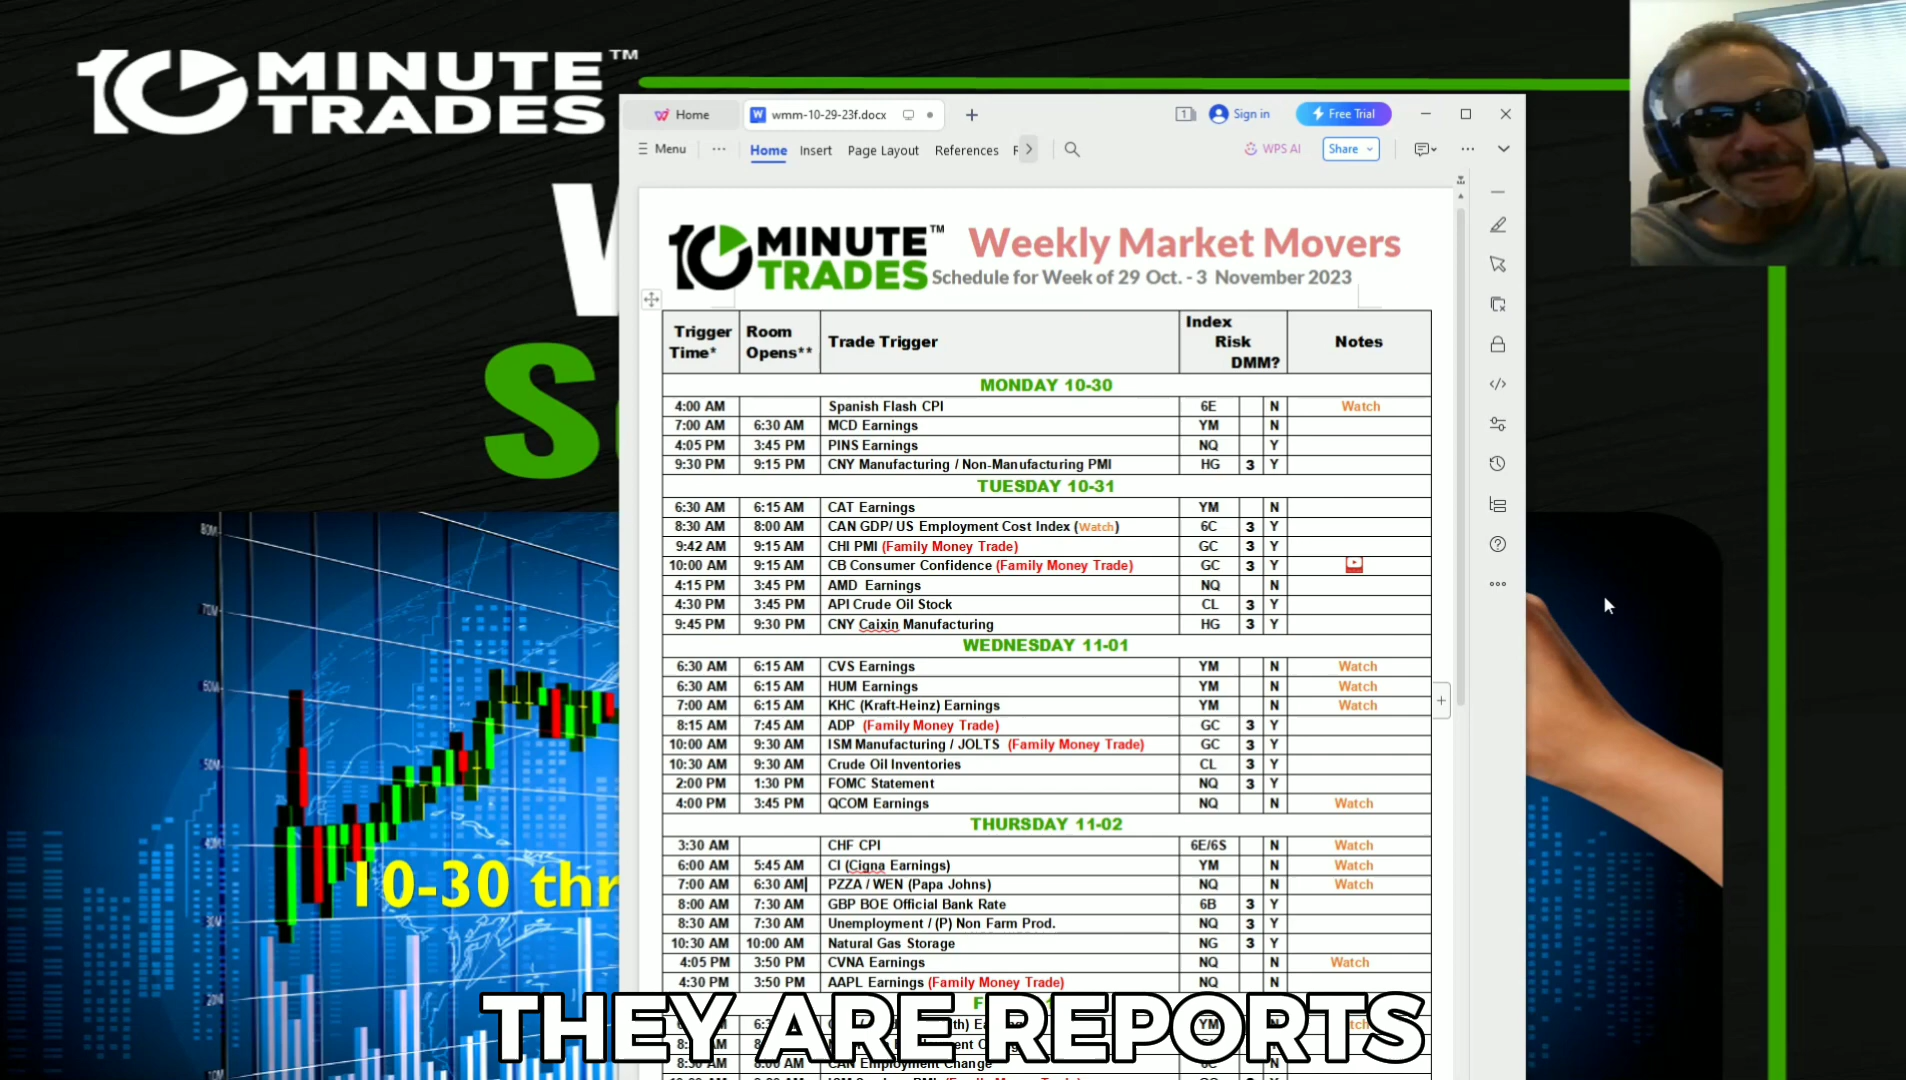 10 MINUTE TRADES™
Home wmm-10-29-23f.docx Sign in Free Trial
Menu Home Insert Page Layout References WPS AI Share
10 MINUTE TRADES™ Weekly Market Movers
Schedule for Week of 29 Oct. - 3 November 2023
Trigger Time* Room Opens** Trade Trigger Index Risk DMM? Notes
MONDAY 10-30
4:00 AM Spanish Flash CPI 6E N Watch
7:00 AM 6:30 AM MCD Earnings YM N
4:05 PM 3:45 PM PINS Earnings NQ Y
9:30 PM 9:15 PM CNY Manufacturing / Non-Manufacturing PMI HG 3 Y
TUESDAY 10-31
6:30 AM 6:15 AM CAT Earnings YM N
8:30 AM 8:00 AM CAN GDP/ US Employment Cost Index (Watch) 6C 3 Y
9:42 AM 9:15 AM CHI PMI (Family Money Trade) GC 3 Y
10:00 AM 9:15 AM CB Consumer Confidence (Family Money Trade) GC 3 Y
4:15 PM 3:45 PM AMD Earnings NQ N
4:30 PM 3:45 PM API Crude Oil Stock CL 3 Y
9:45 PM 9:30 PM CNY Caixin Manufacturing HG 3 Y
WEDNESDAY 11-01
6:30 AM 6:15 AM CVS Earnings YM N Watch
6:30 AM 6:15 AM HUM Earnings YM N Watch
7:00 AM 6:15 AM KHC (Kraft-Heinz) Earnings YM N Watch
8:15 AM 7:45 AM ADP (Family Money Trade) GC 3 Y
10:00 AM 9:30 AM ISM Manufacturing / JOLTS (Family Money Trade) GC 3 Y
10:30 AM 9:30 AM Crude Oil Inventories CL 3 Y
2:00 PM 1:30 PM FOMC Statement NQ 3 Y
4:00 PM 3:45 PM QCOM Earnings NQ N Watch
THURSDAY 11-02
3:30 AM CHF CPI 6E/6S N Watch
6:00 AM 5:45 AM CI (Cigna Earnings) YM N Watch
7:00 AM 6:30 AM PZZA / WEN (Papa Johns) NQ N Watch
8:00 AM 7:30 AM GBP BOE Official Bank Rate 6B 3 Y
8:30 AM 7:30 AM Unemployment / (P) Non Farm Prod. NQ 3 Y
10:30 AM 10:00 AM Natural Gas Storage NG 3 Y
4:05 PM 3:50 PM CVNA Earnings NQ N Watch
4:30 PM 3:50 PM AAPL Earnings (Family Money Trade) NQ N
10-30 thr
80M
70M
60M
50M
40M
30M
20M
THEY ARE REPORTS
8:30 AM 8:00 AM CAN Employment Change 6C N